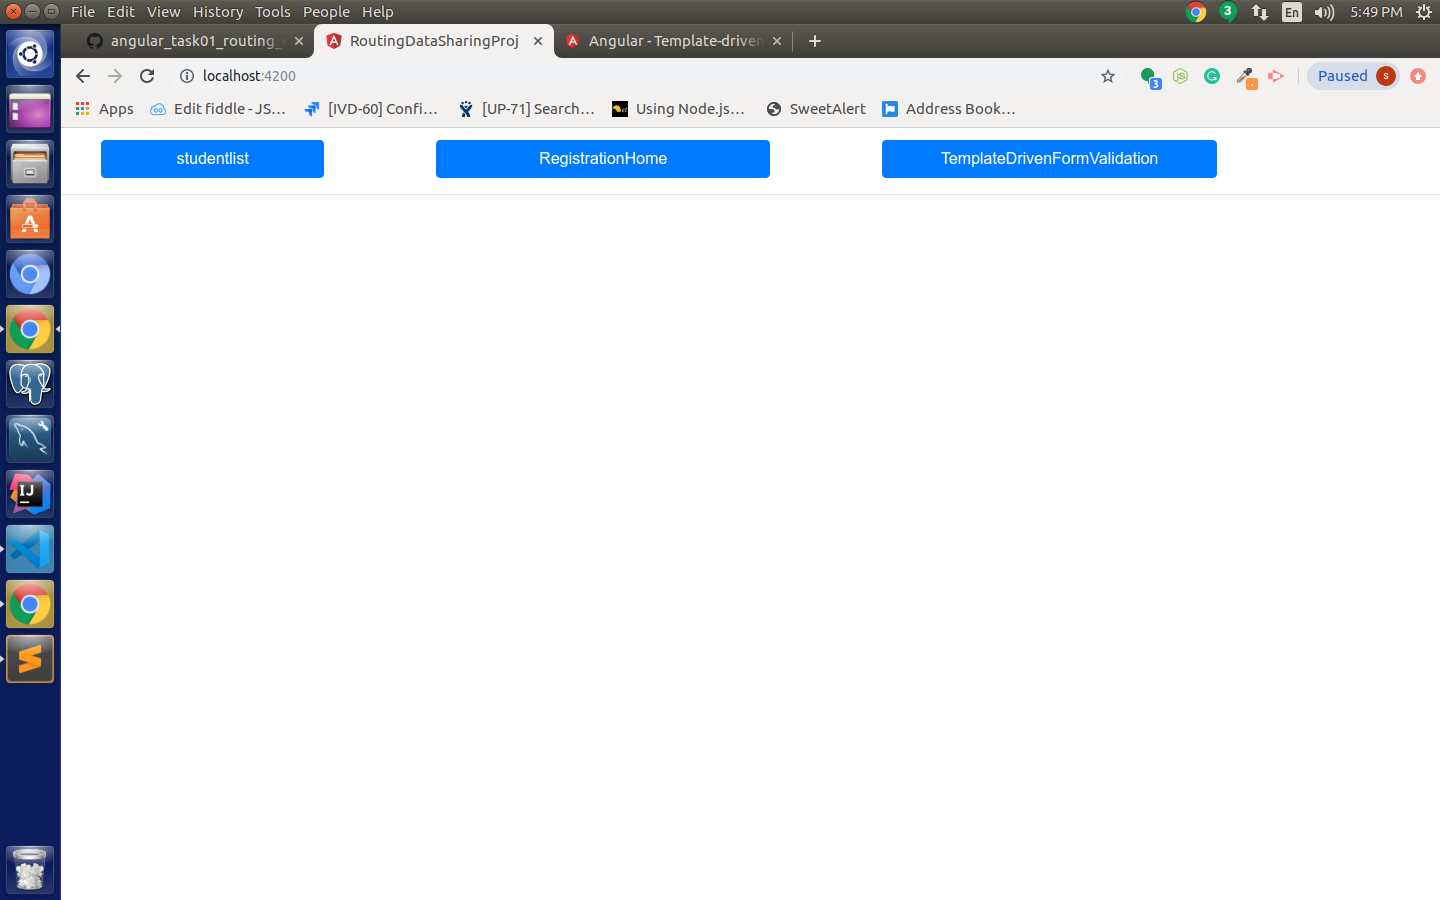 File Edit View History Tools People Help
3 En 5:49 PM
angular_task01_routing_ RoutingDataSharingProj Angular - Template-driven
localhost:4200
3 Paused s
Apps Edit fiddle - JS... [IVD-60] Confi... [UP-71] Search... Using Node.js... SweetAlert Address Book...
studentlist RegistrationHome TemplateDrivenFormValidation
IJ